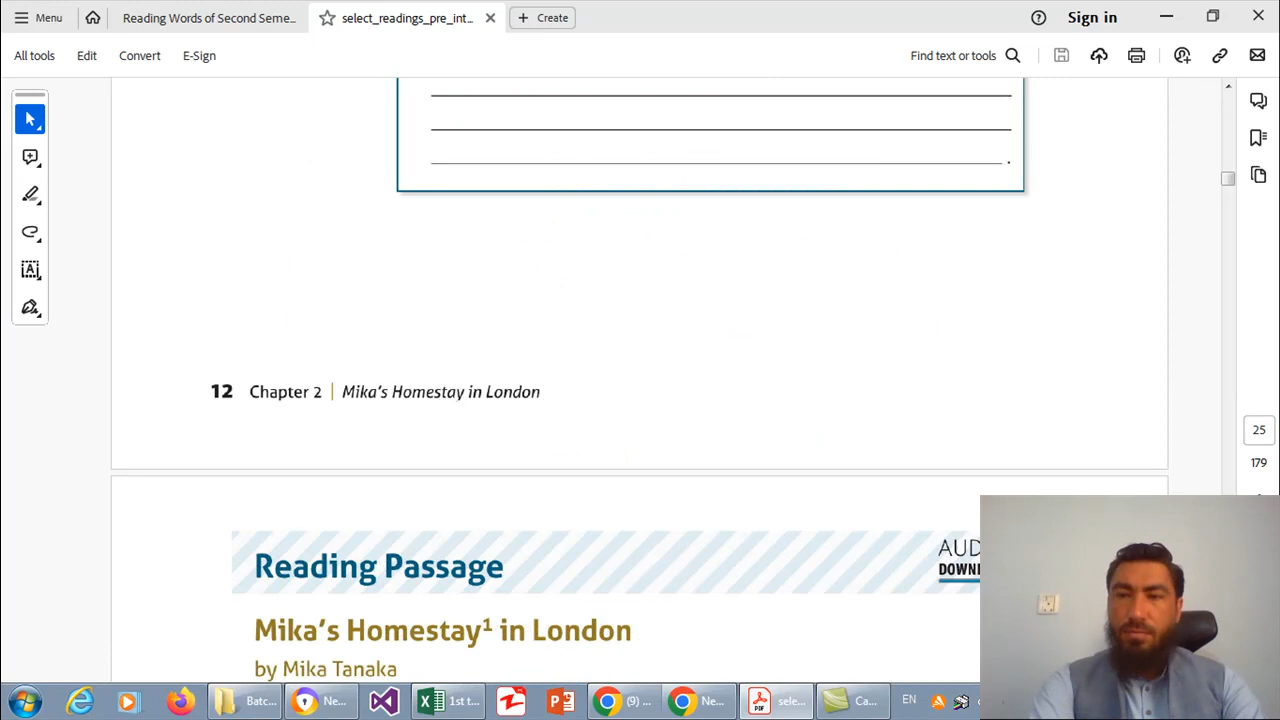 Menu
Reading Words of Second Seme...
select_readings_pre_int...
Create
Sign in
All tools
Edit
Convert
E-Sign
Find text or tools
.
12 Chapter 2 | Mika's Homestay in London
25
179
Reading Passage
AUD
DOWN
Mika's Homestay¹ in London
by Mika Tanaka
Batc...
Ne...
1st t...
(9) ...
Ne...
sele...
Ca...
EN